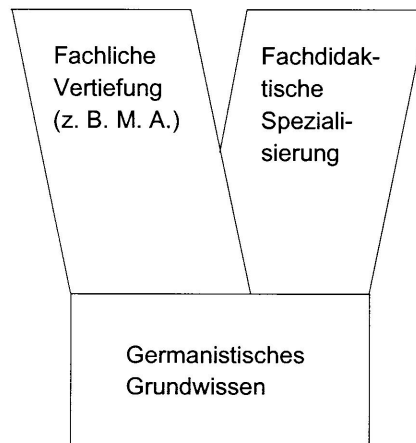 Fachliche
Vertiefung
(z. B. M. A.)
Fachdidak-
tische
Speziali-
sierung
Germanistisches
Grundwissen